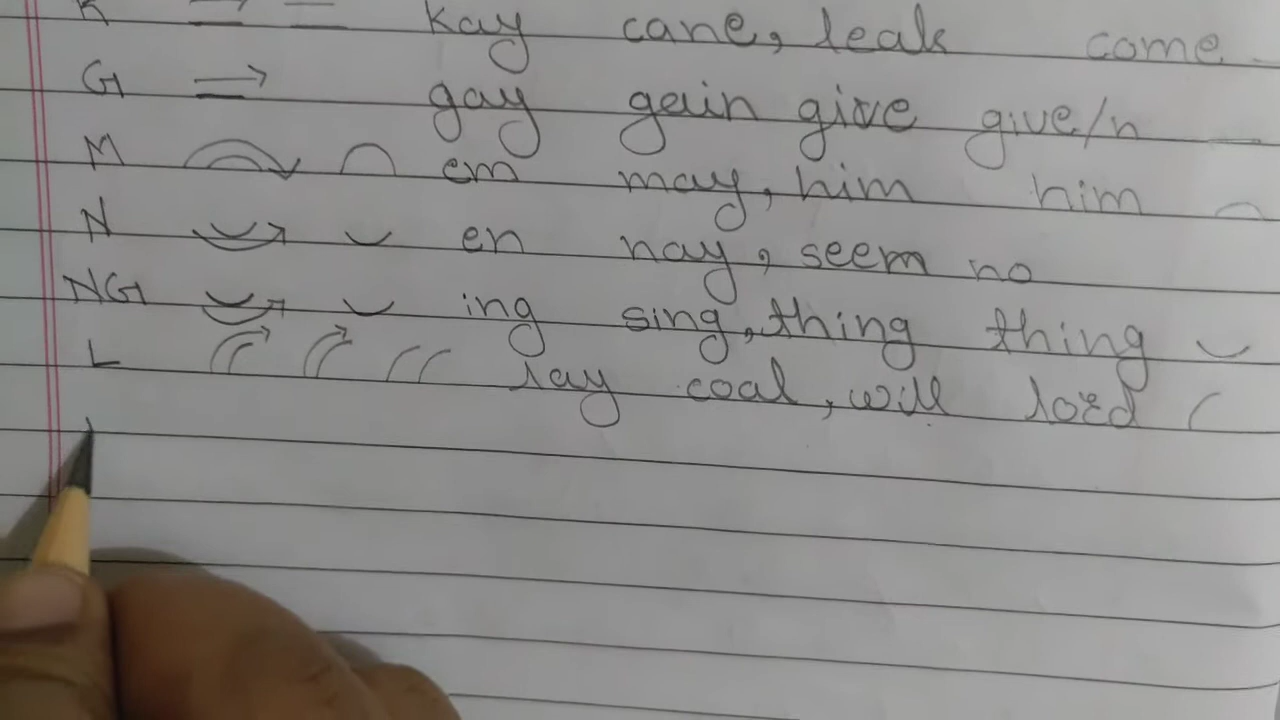 K kay cane, leak come
G gay gain give give/n
M em may, him him
N en nay, seem no
NG ing sing, thing thing
L lay coal, will lord